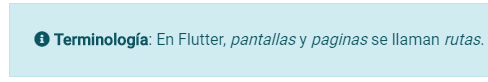 Terminología: En Flutter, pantallas y paginas se llaman rutas.